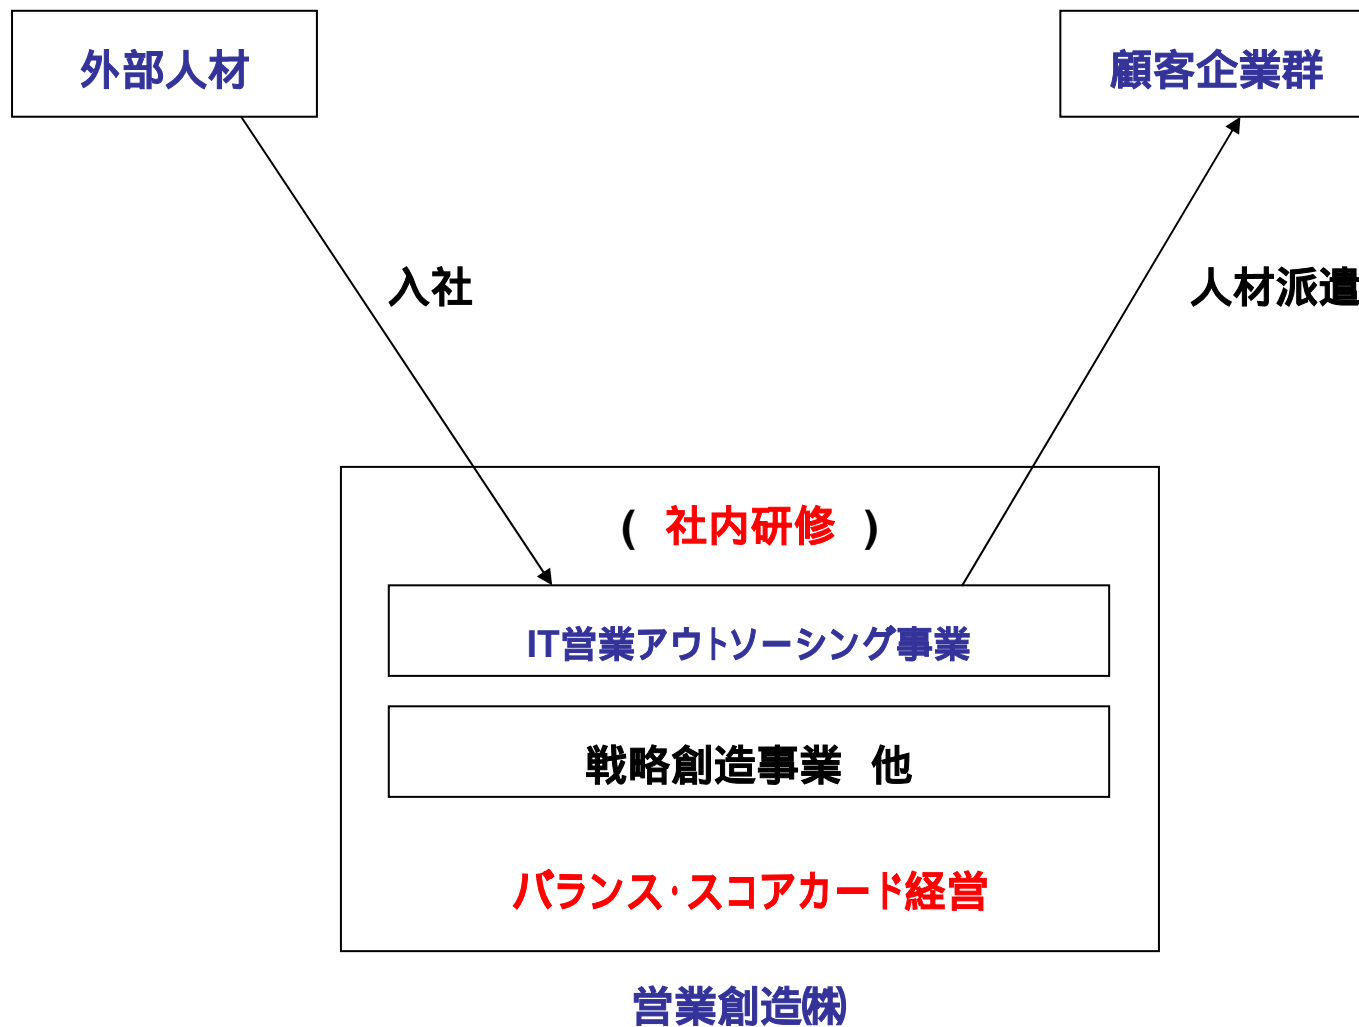 外部人材
顧客企業群
入社
人材派遣
( 社内研修 )
IT営業アウトソーシング事業
戦略創造事業 他
バランス・スコアカード経営
営業創造㈱